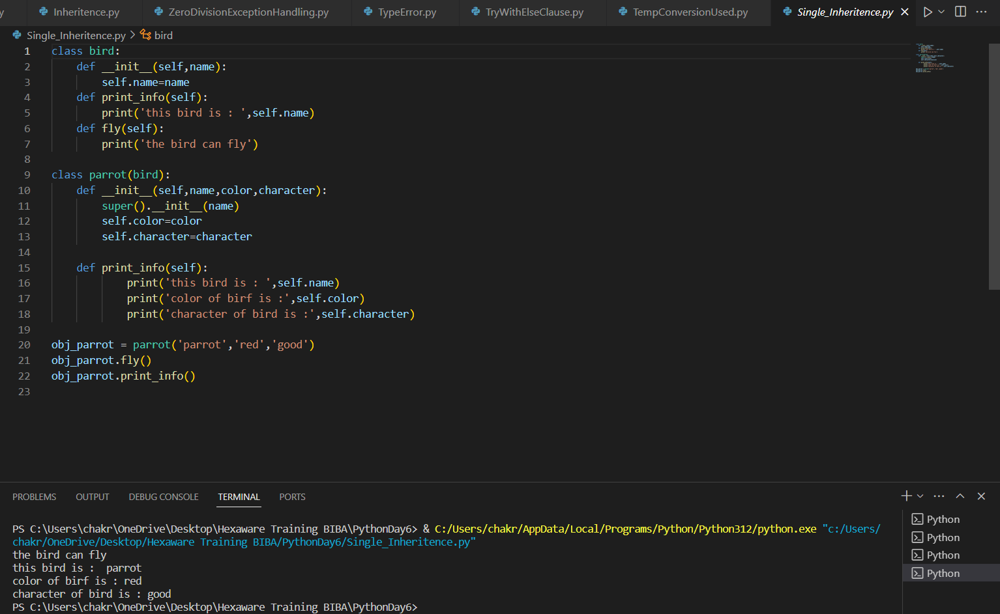 y Inheritence.py ZeroDivisionExceptionHandling.py TypeError.py TryWithElseClause.py TempConversionUsed.py Single_Inheritence.py
Single_Inheritence.py > bird
1 class bird:
2     def __init__(self,name):
3         self.name=name
4     def print_info(self):
5         print('this bird is : ',self.name)
6     def fly(self):
7         print('the bird can fly')
8
9 class parrot(bird):
10     def __init__(self,name,color,character):
11         super().__init__(name)
12         self.color=color
13         self.character=character
14
15     def print_info(self):
16             print('this bird is : ',self.name)
17             print('color of birf is :',self.color)
18             print('character of bird is :',self.character)
19
20 obj_parrot = parrot('parrot','red','good')
21 obj_parrot.fly()
22 obj_parrot.print_info()
23
PROBLEMS OUTPUT DEBUG CONSOLE TERMINAL PORTS
PS C:\Users\chakr\OneDrive\Desktop\Hexaware Training BIBA\PythonDay6> & C:/Users/chakr/AppData/Local/Programs/Python/Python312/python.exe "c:/Users/
chakr/OneDrive/Desktop/Hexaware Training BIBA/PythonDay6/Single_Inheritence.py"
the bird can fly
this bird is :  parrot
color of birf is : red
character of bird is : good
PS C:\Users\chakr\OneDrive\Desktop\Hexaware Training BIBA\PythonDay6>
Python
Python
Python
Python